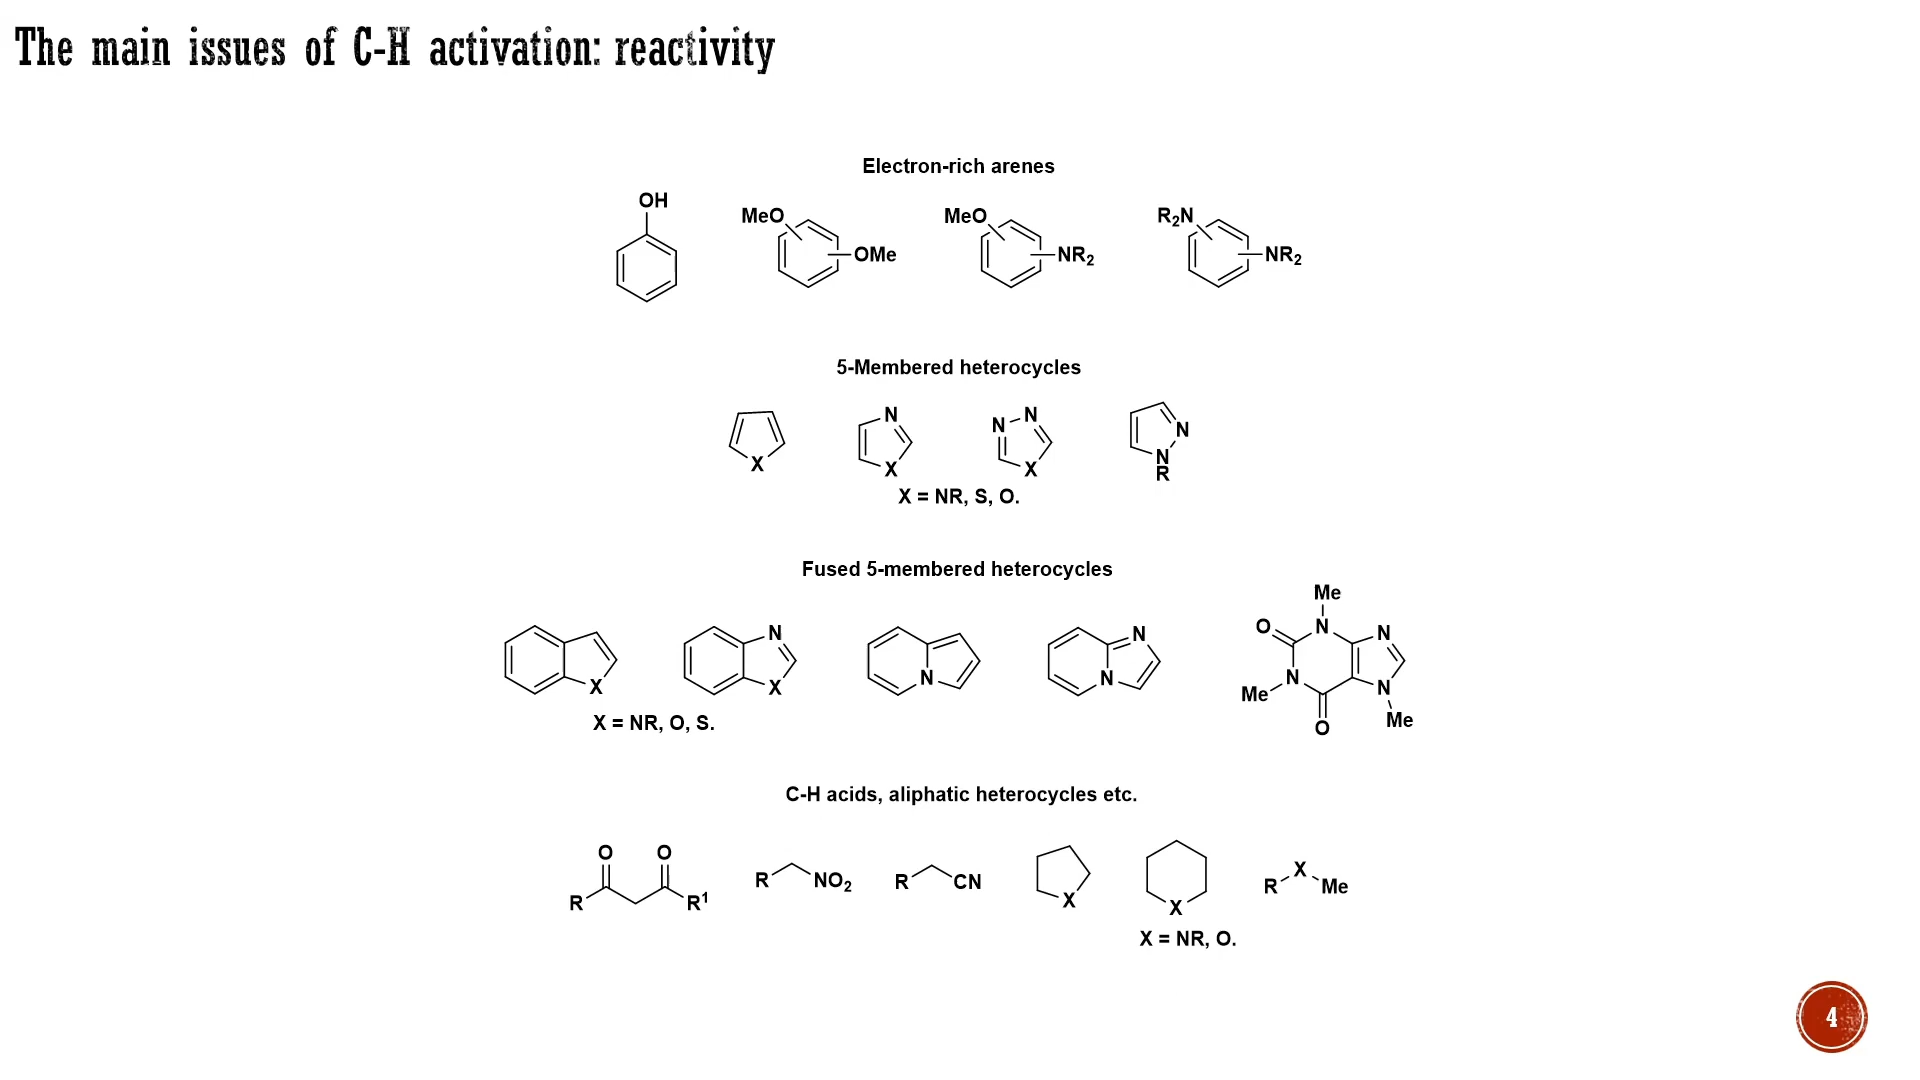 The main issues of C-H activation: reactivity
Electron-rich arenes
OH
MeO
OMe
MeO
NR2
R2N
NR2
5-Membered heterocycles
X
N
X
N N
X
N
N
R
X = NR, S, O.
Fused 5-membered heterocycles
X
N
X
N
N
N
Me
O
N
N
Me
N
O
N
Me
X = NR, O, S.
C-H acids, aliphatic heterocycles etc.
O O
R R1
R NO2
R CN
X
X
R X Me
X = NR, O.
4